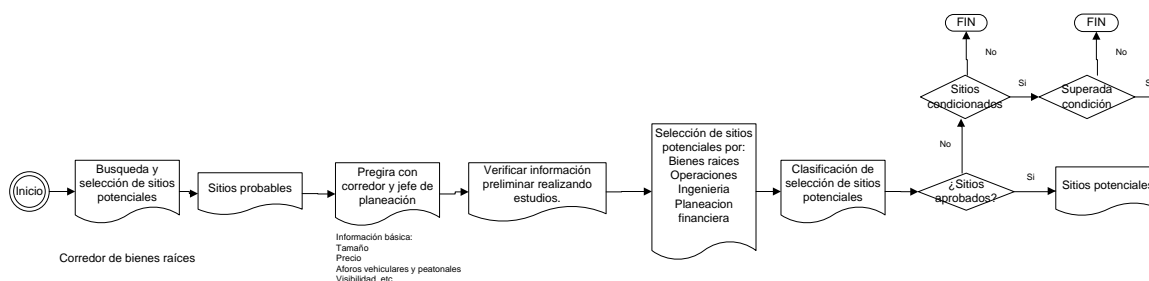 FIN
FIN
No
No
Sitios
condicionados
Si
Superada
condición
S
Selección de sitios
potenciales por:
Bienes raices
Operaciones
Ingenieria
Planeacion
financiera
No
Inicio
Busqueda y
selección de sitios
potenciales
Sitios probables
Pregira con
corredor y jefe de
planeación
Verificar información
preliminar realizando
estudios.
Clasificación de
selección de sitios
potenciales
¿Sitios
aprobados?
Si
Sitios potenciales
Corredor de bienes raíces
Información básica:
Tamaño
Precio
Aforos vehiculares y peatonales
Visibilidad, etc